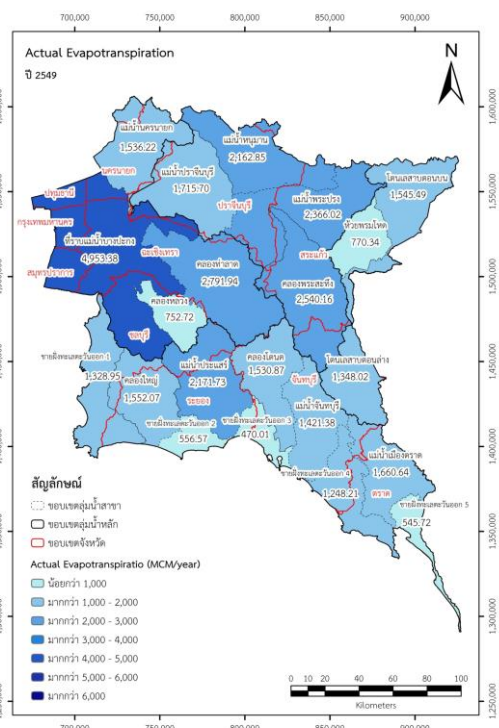 700,000 750,000 800,000 850,000 900,000
Actual Evapotranspiration
ปี 2549
N
1,600,000
1,550,000
1,500,000
1,450,000
1,400,000
1,350,000
1,300,000
1,250,000
แม่น้ำนครนายก
1,536.22
แม่น้ำหนุมาน
2,162.85
นครนายก
แม่น้ำปราจีนบุรี
1,715.70
ปราจีนบุรี
โตนเลสาบตอนบน
1,545.49
แม่น้ำพระปรง
2,366.02
ปทุมธานี
กรุงเทพมหานคร
ห้วยพรมโหด
770.34
ที่ราบแม่น้ำบางปะกง
4,953.38
ฉะเชิงเทรา
สระแก้ว
สมุทรปราการ
คลองท่าลาด
2,791.94
คลองพระสะทึง
2,540.16
คลองหลวง
752.72
ชลบุรี
ชายฝั่งทะเลตะวันออก 1
1,328.95
คลองใหญ่
1,552.07
แม่น้ำประแสร์
2,171.73
คลองโตนด
1,530.87
โตนเลสาบตอนล่าง
1,348.02
จันทบุรี
ระยอง
แม่น้ำจันทบุรี
1,421.38
ชายฝั่งทะเลตะวันออก 2
556.57
ชายฝั่งทะเลตะวันออก 3
470.01
แม่น้ำเมืองตราด
1,660.64
ชายฝั่งทะเลตะวันออก 4
1,248.21
ตราด
ชายฝั่งทะเลตะวันออก 5
545.72
สัญลักษณ์
ขอบเขตลุ่มน้ำสาขา
ขอบเขตลุ่มน้ำหลัก
ขอบเขตจังหวัด
Actual Evapotranspiratio (MCM/year)
น้อยกว่า 1,000
มากกว่า 1,000 - 2,000
มากกว่า 2,000 - 3,000
มากกว่า 3,000 - 4,000
มากกว่า 4,000 - 5,000
มากกว่า 5,000 - 6,000
มากกว่า 6,000
0 10 20 40 60 80 100
Kilometers
700,000 750,000 800,000 850,000 900,000